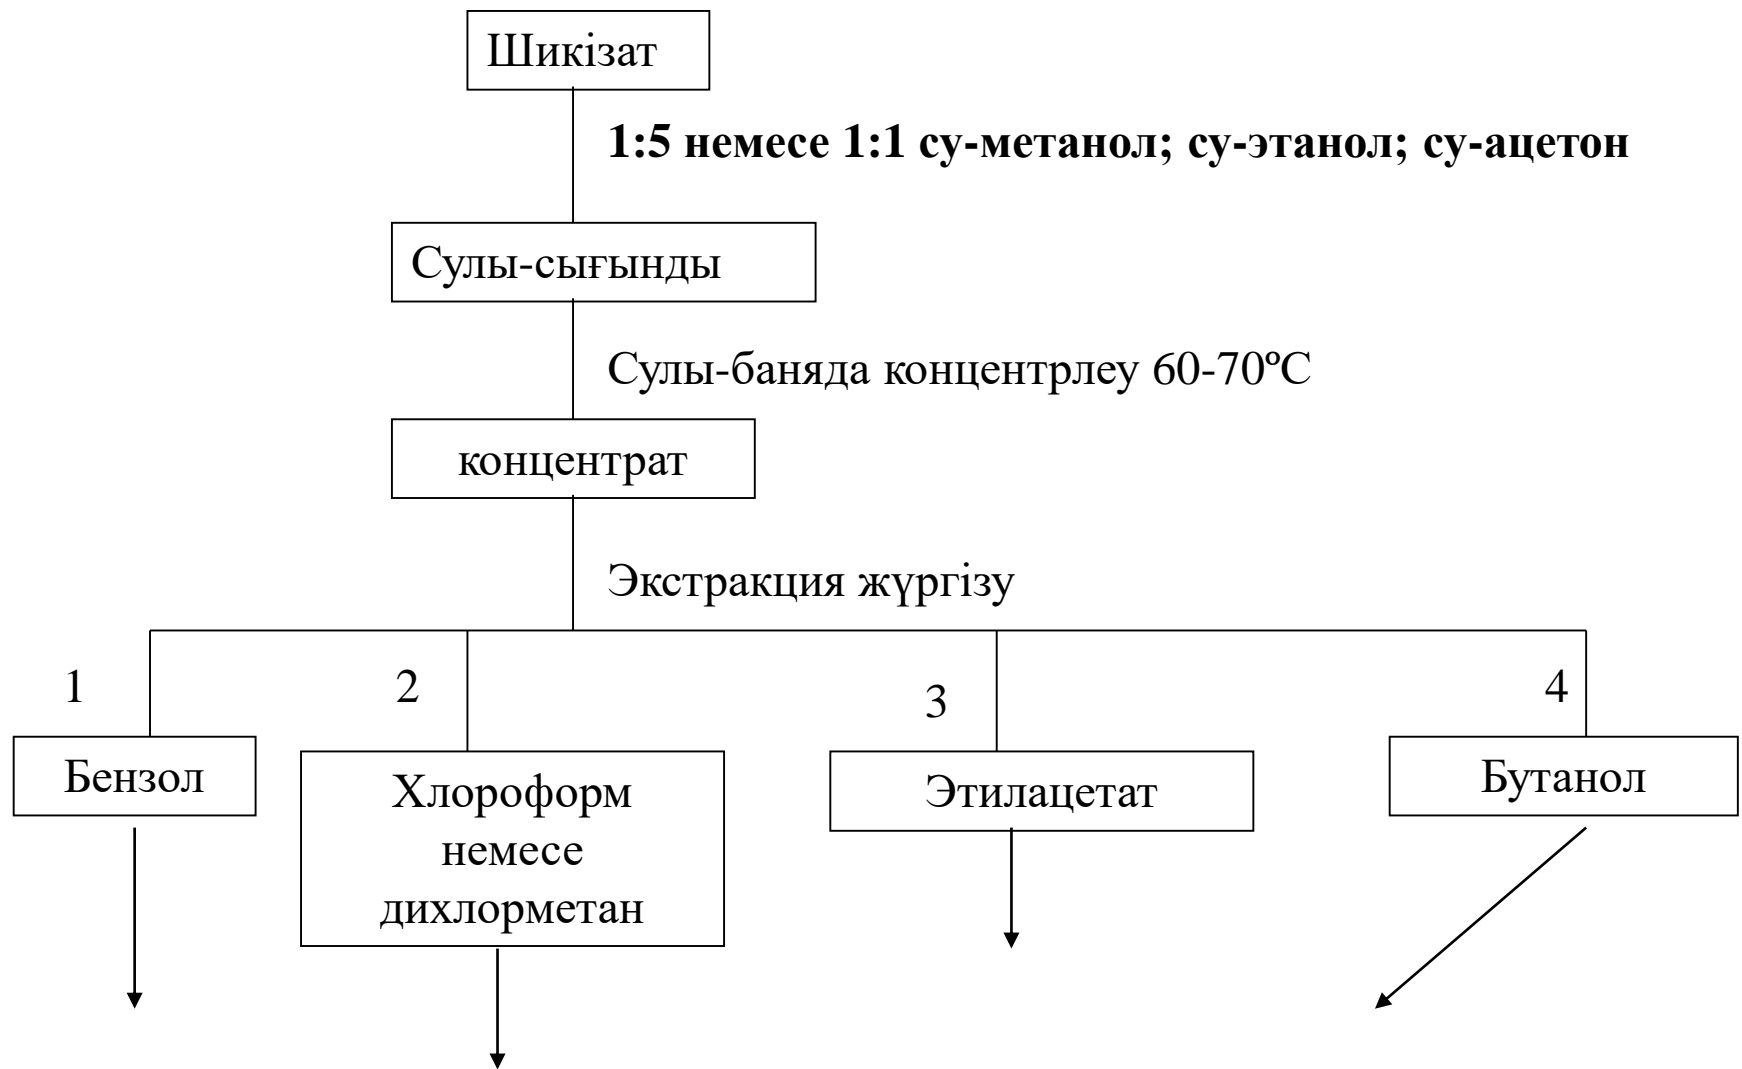 Шикізат
1:5 немесе 1:1 су-метанол; су-этанол; су-ацетон
Сулы-сығынды
Сулы-баняда концентрлеу 60-70ºС
концентрат
Экстракция жүргізу
1
2
3
4
Бензол
Хлороформ
немесе
дихлорметан
Этилацетат
Бутанол